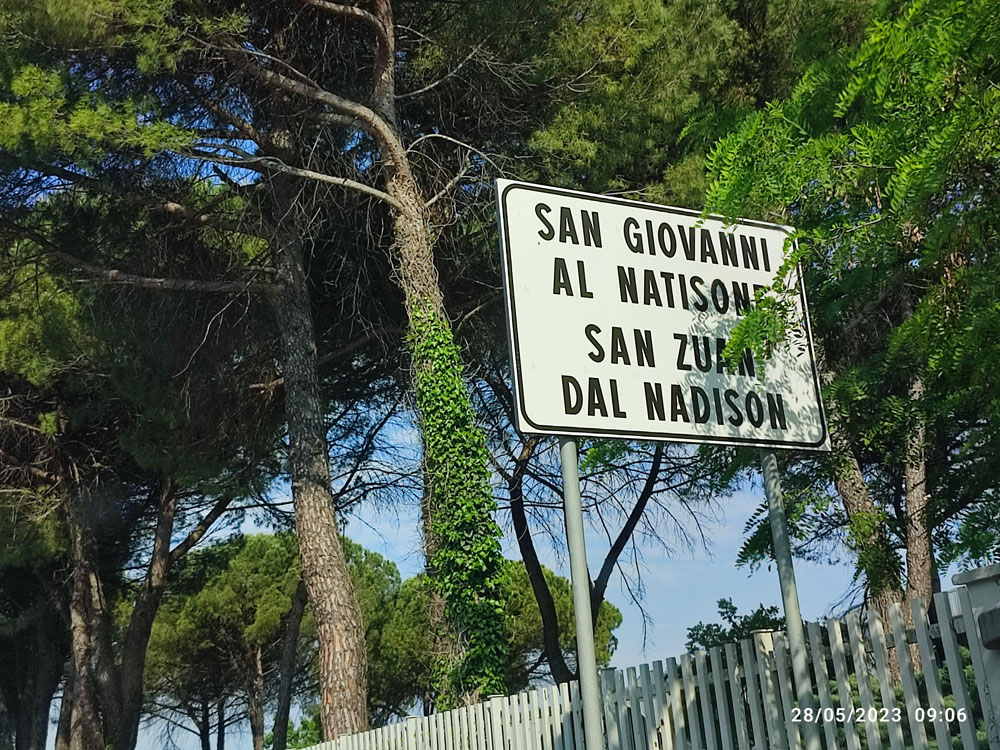 SAN GIOVANNI
AL NATISONE
SAN ZUAN
DAL NADISON
28/05/2023 09:06